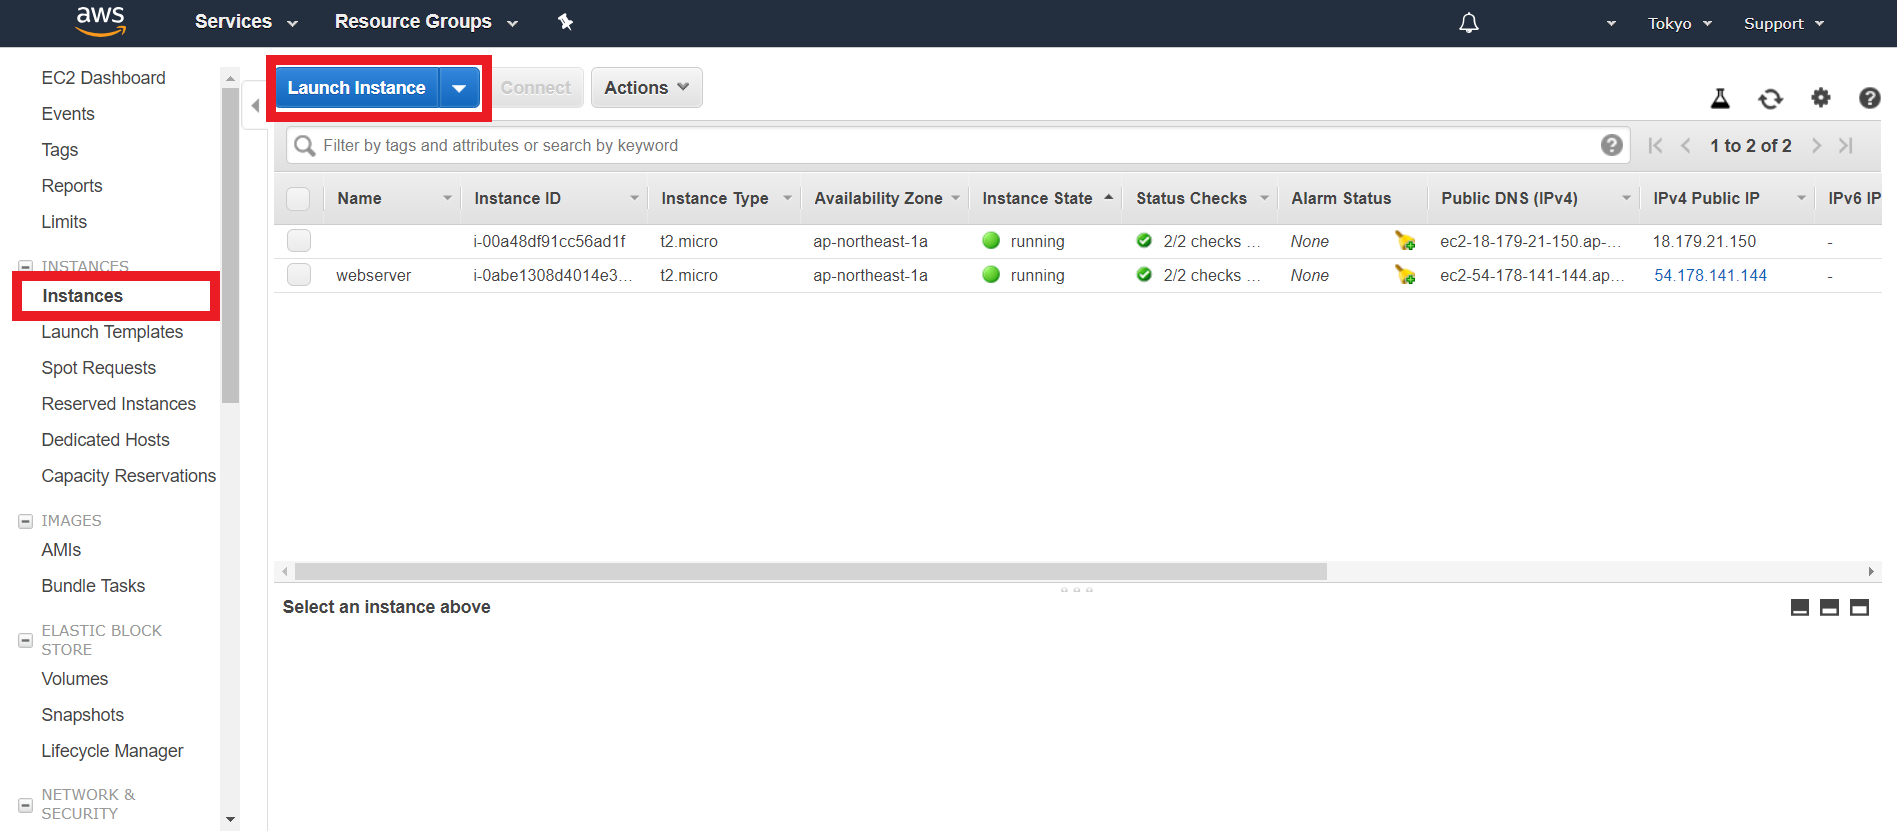 aws Services Resource Groups Tokyo Support
EC2 Dashboard
Events
Tags
Reports
Limits
INSTANCES
Instances
Launch Templates
Spot Requests
Reserved Instances
Dedicated Hosts
Capacity Reservations
IMAGES
AMIs
Bundle Tasks
ELASTIC BLOCK
STORE
Volumes
Snapshots
Lifecycle Manager
NETWORK &
SECURITY
Launch Instance Connect Actions
Filter by tags and attributes or search by keyword 1 to 2 of 2
Name Instance ID Instance Type Availability Zone Instance State Status Checks Alarm Status Public DNS (IPv4) IPv4 Public IP IPv6 IP
i-00a48df91cc56ad1f t2.micro ap-northeast-1a running 2/2 checks ... None ec2-18-179-21-150.ap-... 18.179.21.150 -
webserver i-0abe1308d4014e3... t2.micro ap-northeast-1a running 2/2 checks ... None ec2-54-178-141-144.ap... 54.178.141.144 -
Select an instance above